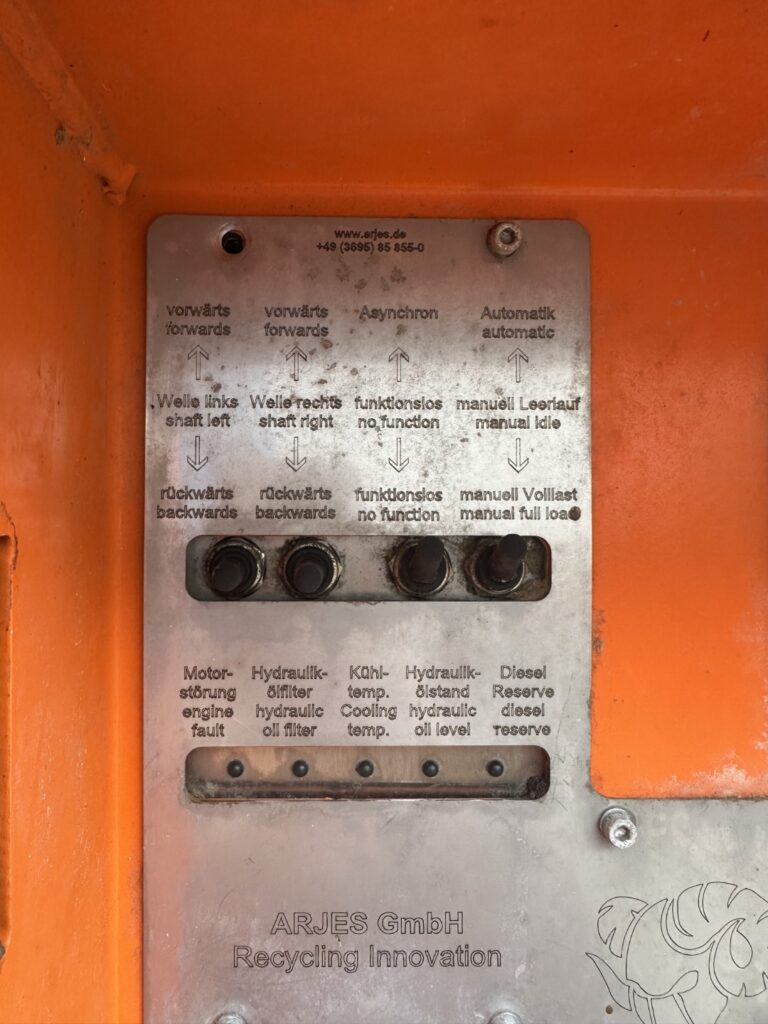 www.arjes.de
+49 (3695) 85 855-0
vorwärts vorwärts Asynchron Automatik
forwards forwards automatic
Welle links Welle rechts funktionslos manuell Leerlauf
shaft left shaft right no function manual idle
rückwärts rückwärts funktionslos manuell Volllast
backwards backwards no function manual full load
Motor- Hydraulik- Kühl- Hydraulik- Diesel
störung ölfilter temp. ölstand Reserve
engine hydraulic Cooling hydraulic diesel
fault oil filter temp. oil level reserve
ARJES GmbH
Recycling Innovation